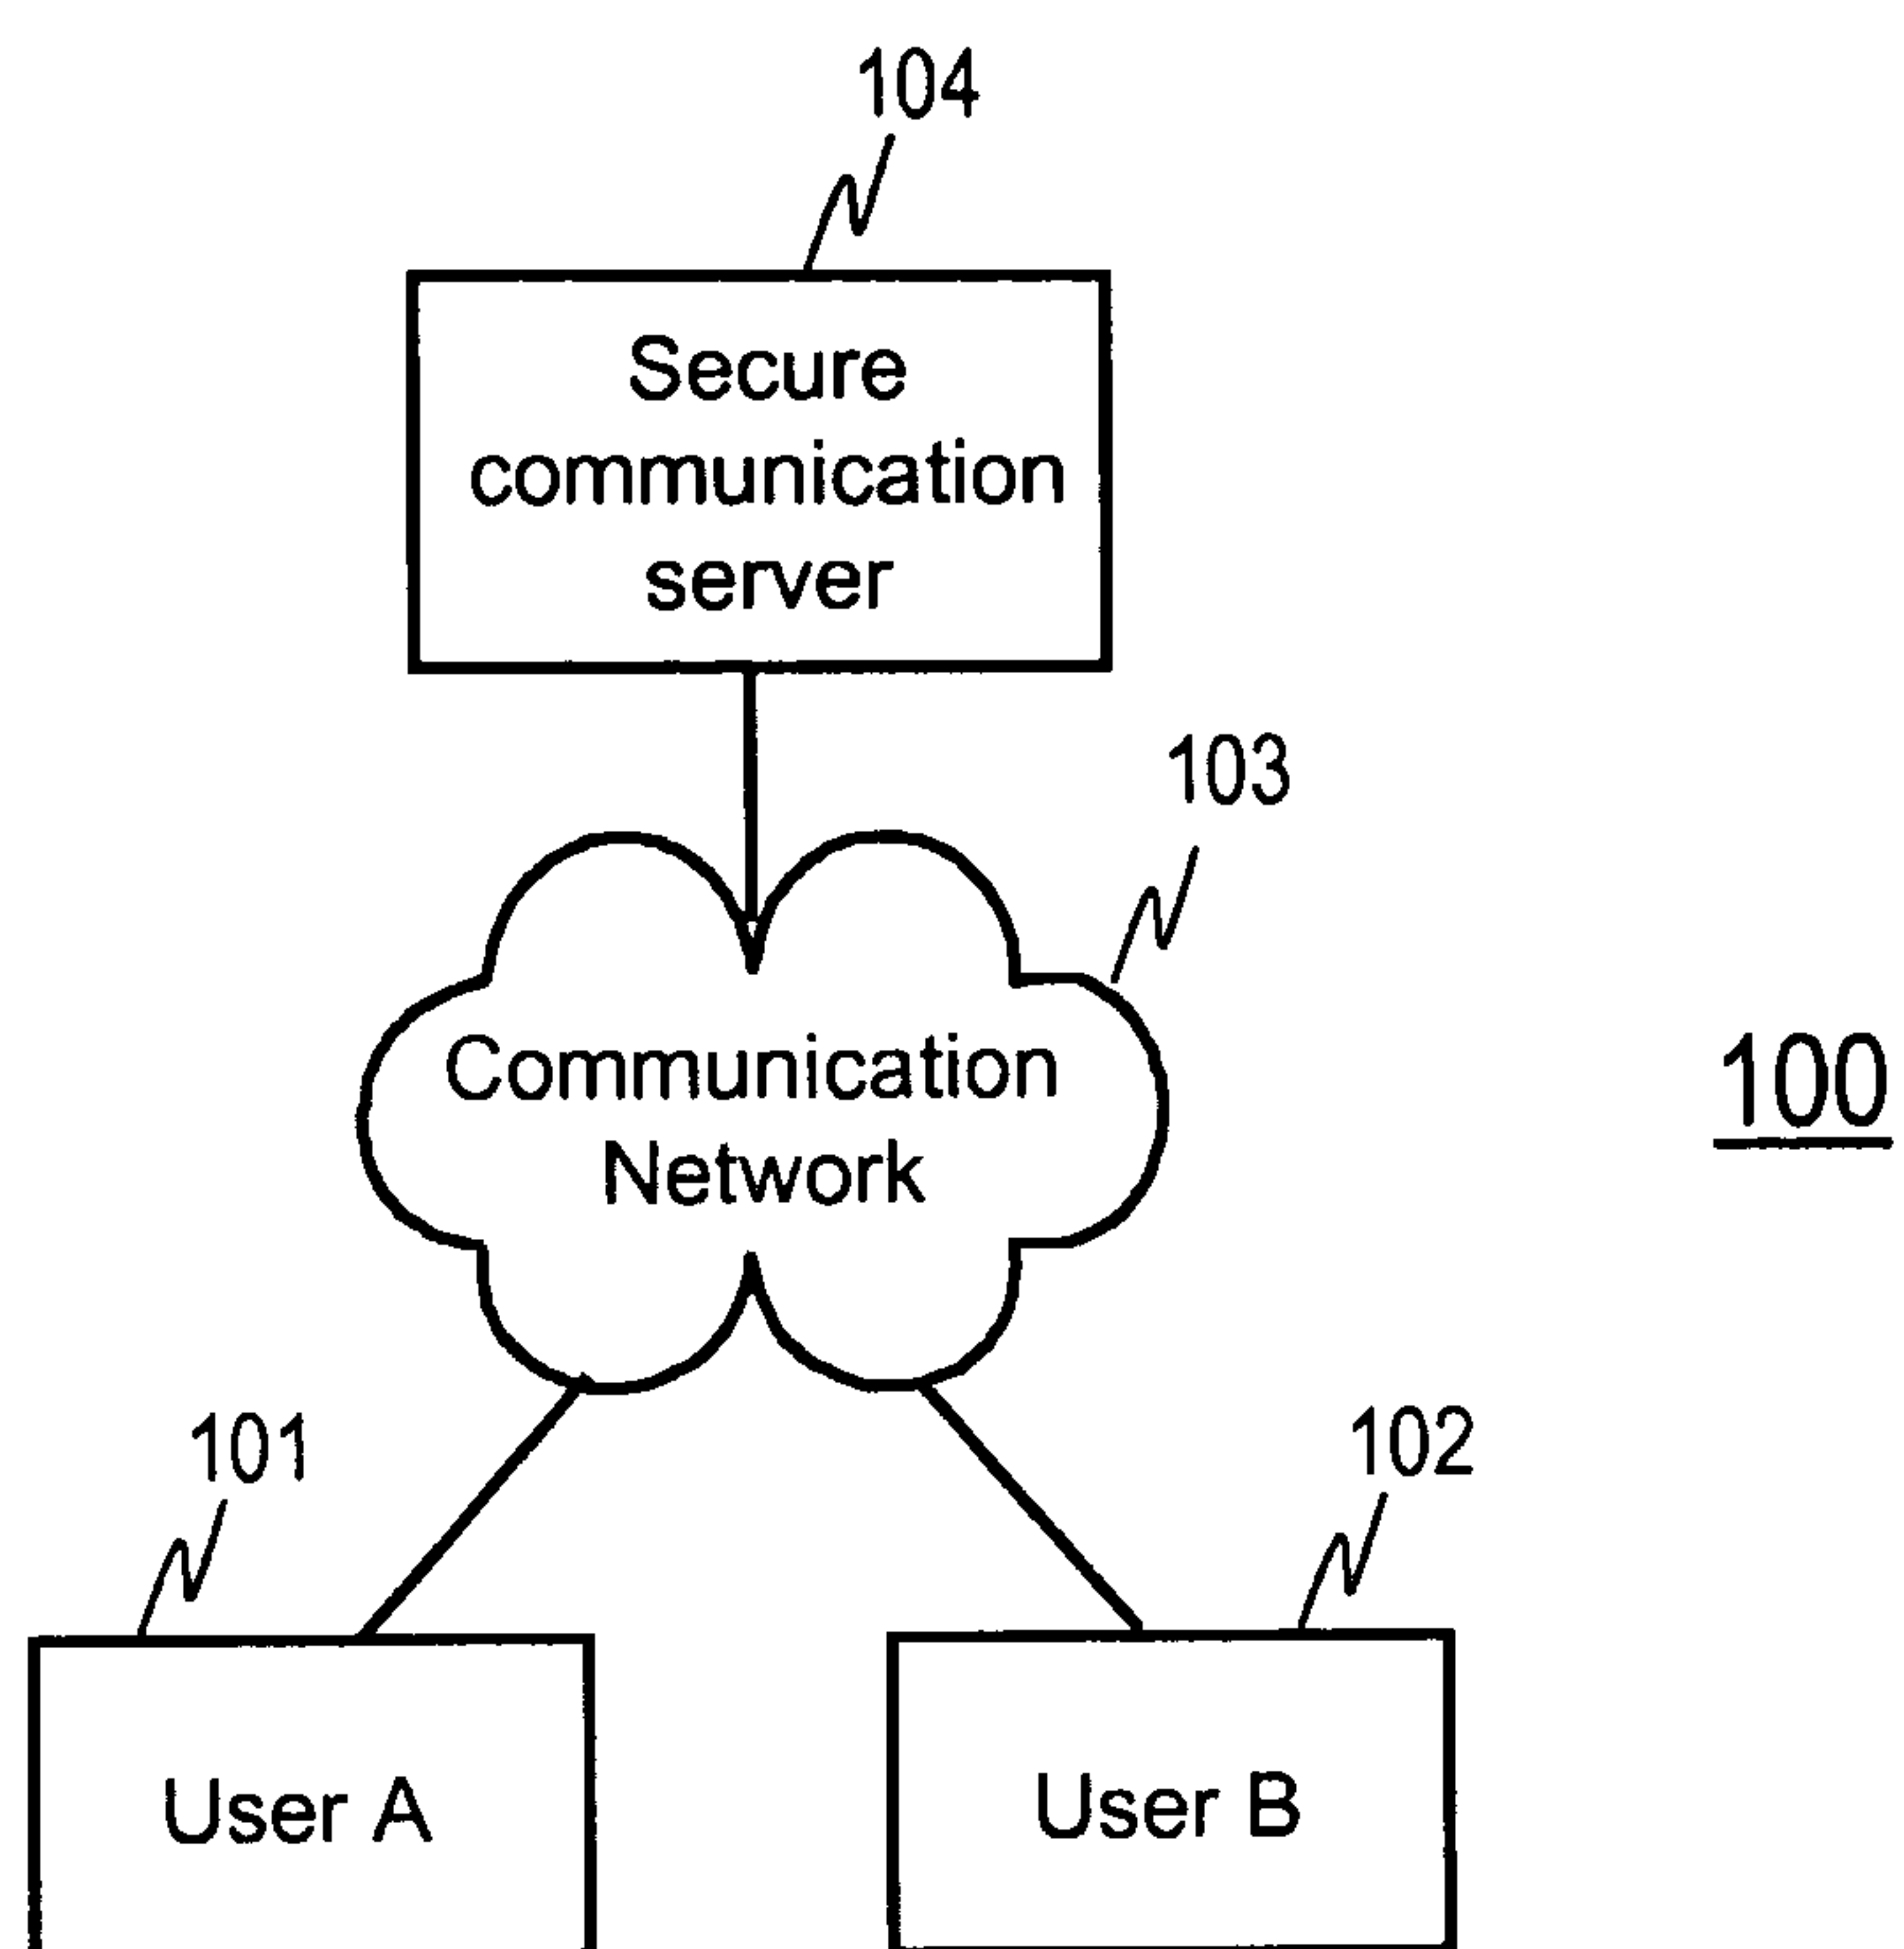 104
Secure
communication
server
103
Communication
Network
100
101
102
User A
User B